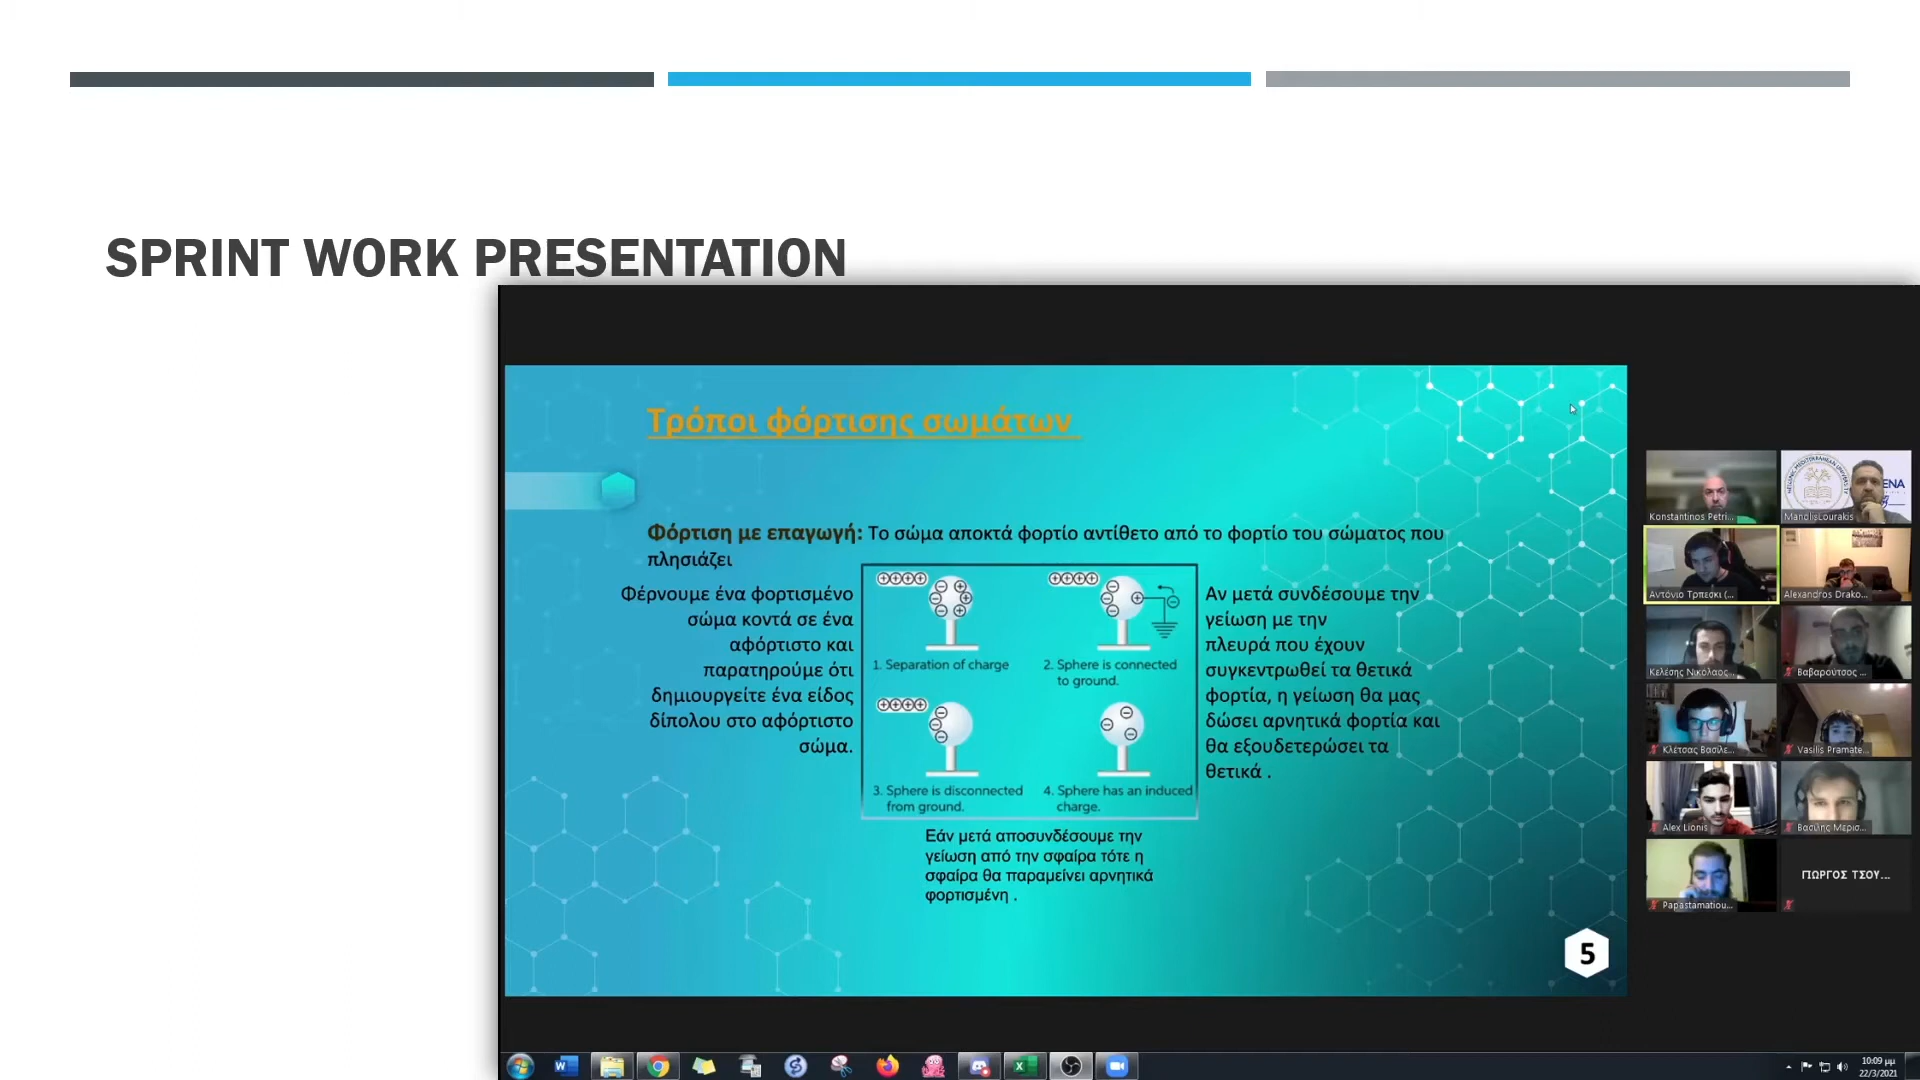 SPRINT WORK PRESENTATION
Τρόποι φόρτισης σωμάτων
Φόρτιση με επαγωγή: Το σώμα αποκτά φορτίο αντίθετο από το φορτίο του σώματος που
πλησιάζει
Φέρνουμε ένα φορτισμένο
σώμα κοντά σε ένα
αφόρτιστο και
παρατηρούμε ότι
δημιουργείτε ένα είδος
δίπολου στο αφόρτιστο
σώμα.
1. Separation of charge
2. Sphere is connected
to ground.
3. Sphere is disconnected
from ground.
4. Sphere has an induced
charge.
Αν μετά συνδέσουμε την
γείωση με την
πλευρά που έχουν
συγκεντρωθεί τα θετικά
φορτία, η γείωση θα μας
δώσει αρνητικά φορτία και
θα εξουδετερώσει τα
θετικά .
Εάν μετά αποσυνδέσουμε την
γείωση από την σφαίρα τότε η
σφαίρα θα παραμείνει αρνητικά
φορτισμένη .
5
Konstantinos Petri...
Manolis Lourakis
Αντόνιο Τρπεσκι (...
Alexandros Drako...
Κελέσης Νικόλαος...
Βαβαρούτσος ...
Κλέτσας Βασίλε...
Vasilis Pramate...
Alex Lionis
Βασίλης Μερισ...
Papastamatiou...
ΓΙΩΡΓΟΣ ΤΣΟΥ...
10:09 μμ
22/3/2021